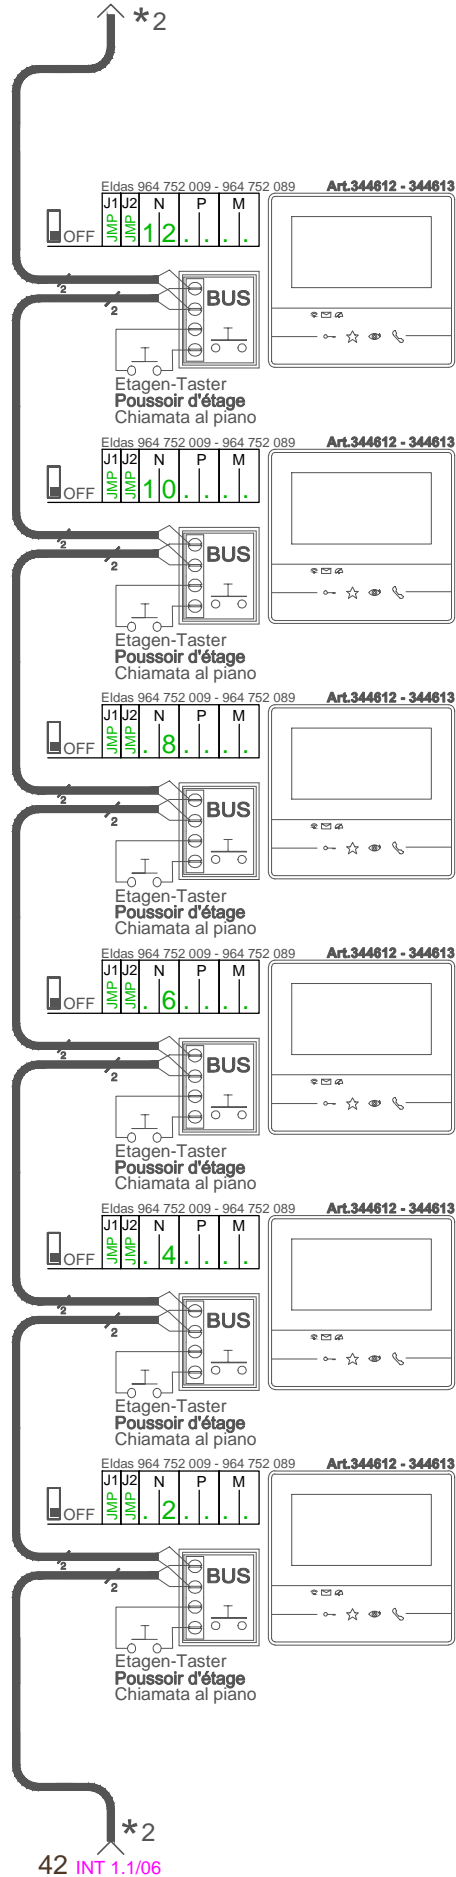 *2
Eldas 964 752 009 - 964 752 089 Art.344612 - 344613
J1 J2 N P M
OFF JMP JMP 1 2 . . . .
2
2
BUS
Etagen-Taster
Poussoir d'étage
Chiamata al piano
Eldas 964 752 009 - 964 752 089 Art.344612 - 344613
J1 J2 N P M
OFF JMP JMP 1 0 . . . .
2
2
BUS
Etagen-Taster
Poussoir d'étage
Chiamata al piano
Eldas 964 752 009 - 964 752 089 Art.344612 - 344613
J1 J2 N P M
OFF JMP JMP . 8 . . . .
2
2
BUS
Etagen-Taster
Poussoir d'étage
Chiamata al piano
Eldas 964 752 009 - 964 752 089 Art.344612 - 344613
J1 J2 N P M
OFF JMP JMP . 6 . . . .
2
2
BUS
Etagen-Taster
Poussoir d'étage
Chiamata al piano
Eldas 964 752 009 - 964 752 089 Art.344612 - 344613
J1 J2 N P M
OFF JMP JMP . 4 . . . .
2
2
BUS
Etagen-Taster
Poussoir d'étage
Chiamata al piano
Eldas 964 752 009 - 964 752 089 Art.344612 - 344613
J1 J2 N P M
OFF JMP JMP . 2 . . . .
2
2
BUS
Etagen-Taster
Poussoir d'étage
Chiamata al piano
*2
42 INT 1.1/06